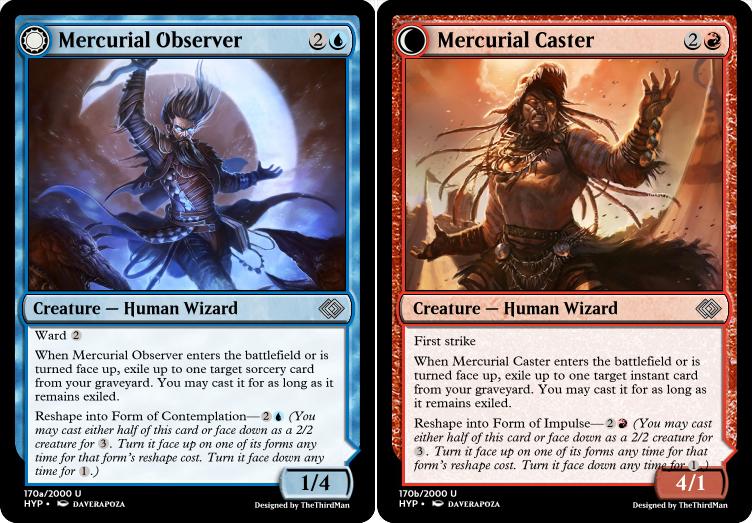 Mercurial Observer 2
Creature — Human Wizard
Ward 2
When Mercurial Observer enters the battlefield or is
turned face up, exile up to one target sorcery card
from your graveyard. You may cast it for as long as it
remains exiled.
Reshape into Form of Contemplation—2 (You
may cast either half of this card or face down as a 2/2
creature for 3. Turn it face up on one of its forms any
time for that form's reshape cost. Turn it face down any
time for 1.)
1/4
170a/2000 U
HYP • DAVERAPOZA
Designed by TheThirdMan
Mercurial Caster 2
Creature — Human Wizard
First strike
When Mercurial Caster enters the battlefield or is
turned face up, exile up to one target instant card
from your graveyard. You may cast it for as long as
it remains exiled.
Reshape into Form of Impulse—2 (You may cast
either half of this card or face down as a 2/2 creature for
3. Turn it face up on one of its forms any time for that
form's reshape cost. Turn it face down any time for 1.)
4/1
170b/2000 U
HYP • DAVERAPOZA
Designed by TheThirdMan